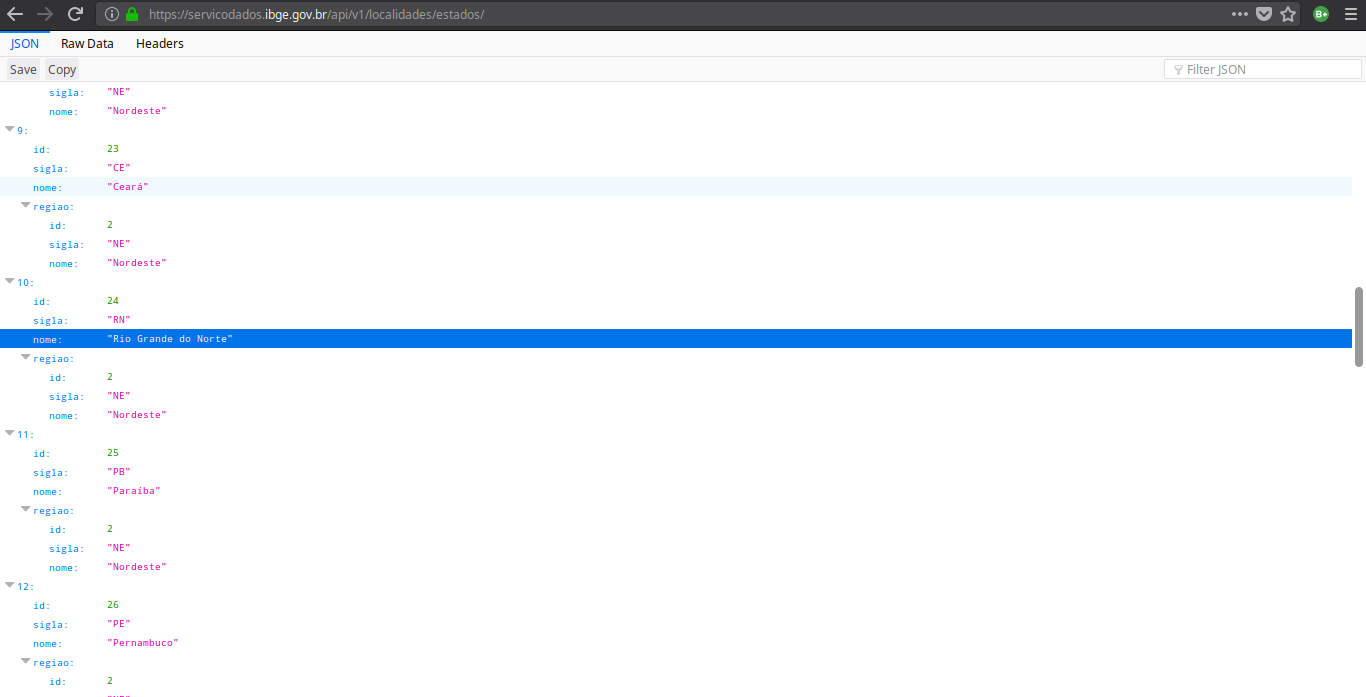 https://servicodados.ibge.gov.br/api/v1/localidades/estados/
JSON Raw Data Headers
Save Copy Filter JSON
sigla: "NE"
nome: "Nordeste"
9:
id: 23
sigla: "CE"
nome: "Ceará"
regiao:
id: 2
sigla: "NE"
nome: "Nordeste"
10:
id: 24
sigla: "RN"
nome: "Rio Grande do Norte"
regiao:
id: 2
sigla: "NE"
nome: "Nordeste"
11:
id: 25
sigla: "PB"
nome: "Paraíba"
regiao:
id: 2
sigla: "NE"
nome: "Nordeste"
12:
id: 26
sigla: "PE"
nome: "Pernambuco"
regiao:
id: 2